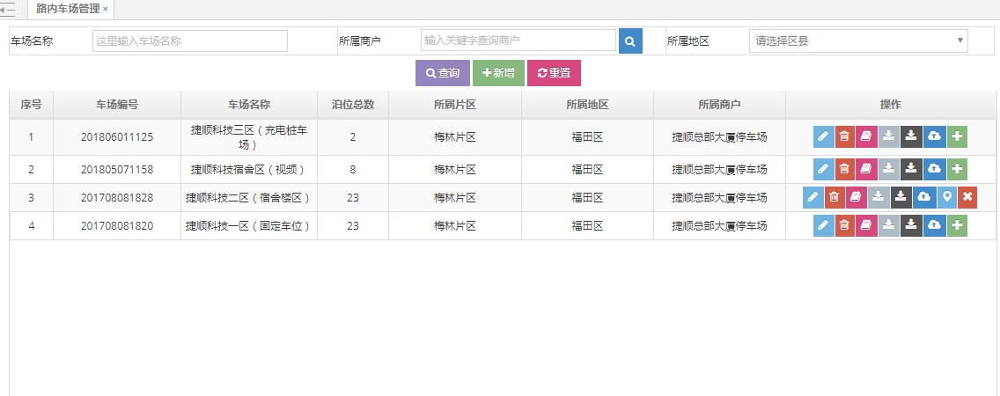 路内车场管理 ×
车场名称 这里输入车场名称 所属商户 输入关键字查询商户 所属地区 请选择区县
查询 新增 重置
序号 车场编号 车场名称 泊位总数 所属片区 所属地区 所属商户 操作
1 201806011125 捷顺科技三区（充电桩车 2 梅林片区 福田区 捷顺总部大厦停车场
场）
2 201805071158 捷顺科技宿舍区（视频） 8 梅林片区 福田区 捷顺总部大厦停车场
3 201708081828 捷顺科技二区（宿舍楼区） 23 梅林片区 福田区 捷顺总部大厦停车场
4 201708081820 捷顺科技一区（固定车位） 23 梅林片区 福田区 捷顺总部大厦停车场